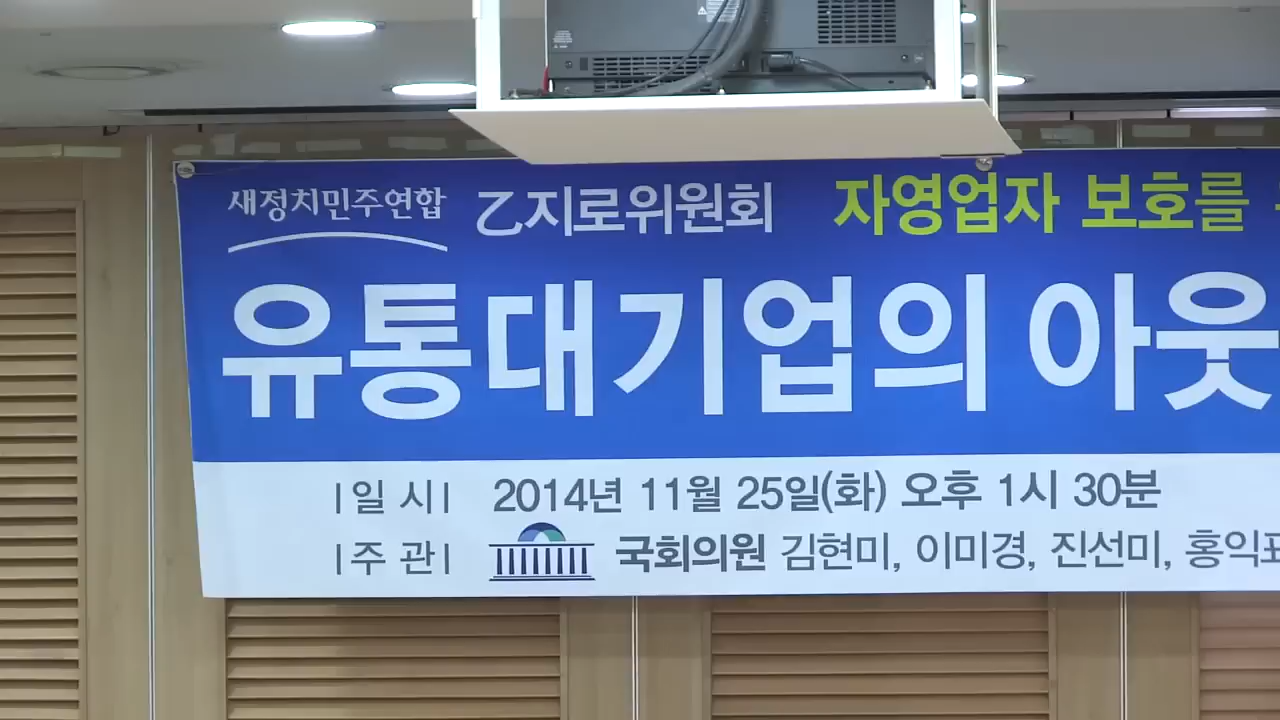 새정치민주연합 乙지로위원회 자영업자 보호를
유통대기업의 아웃
|일 시| 2014년 11월 25일(화) 오후 1시 30분
|주 관| 국회의원 김현미, 이미경, 진선미, 홍익표